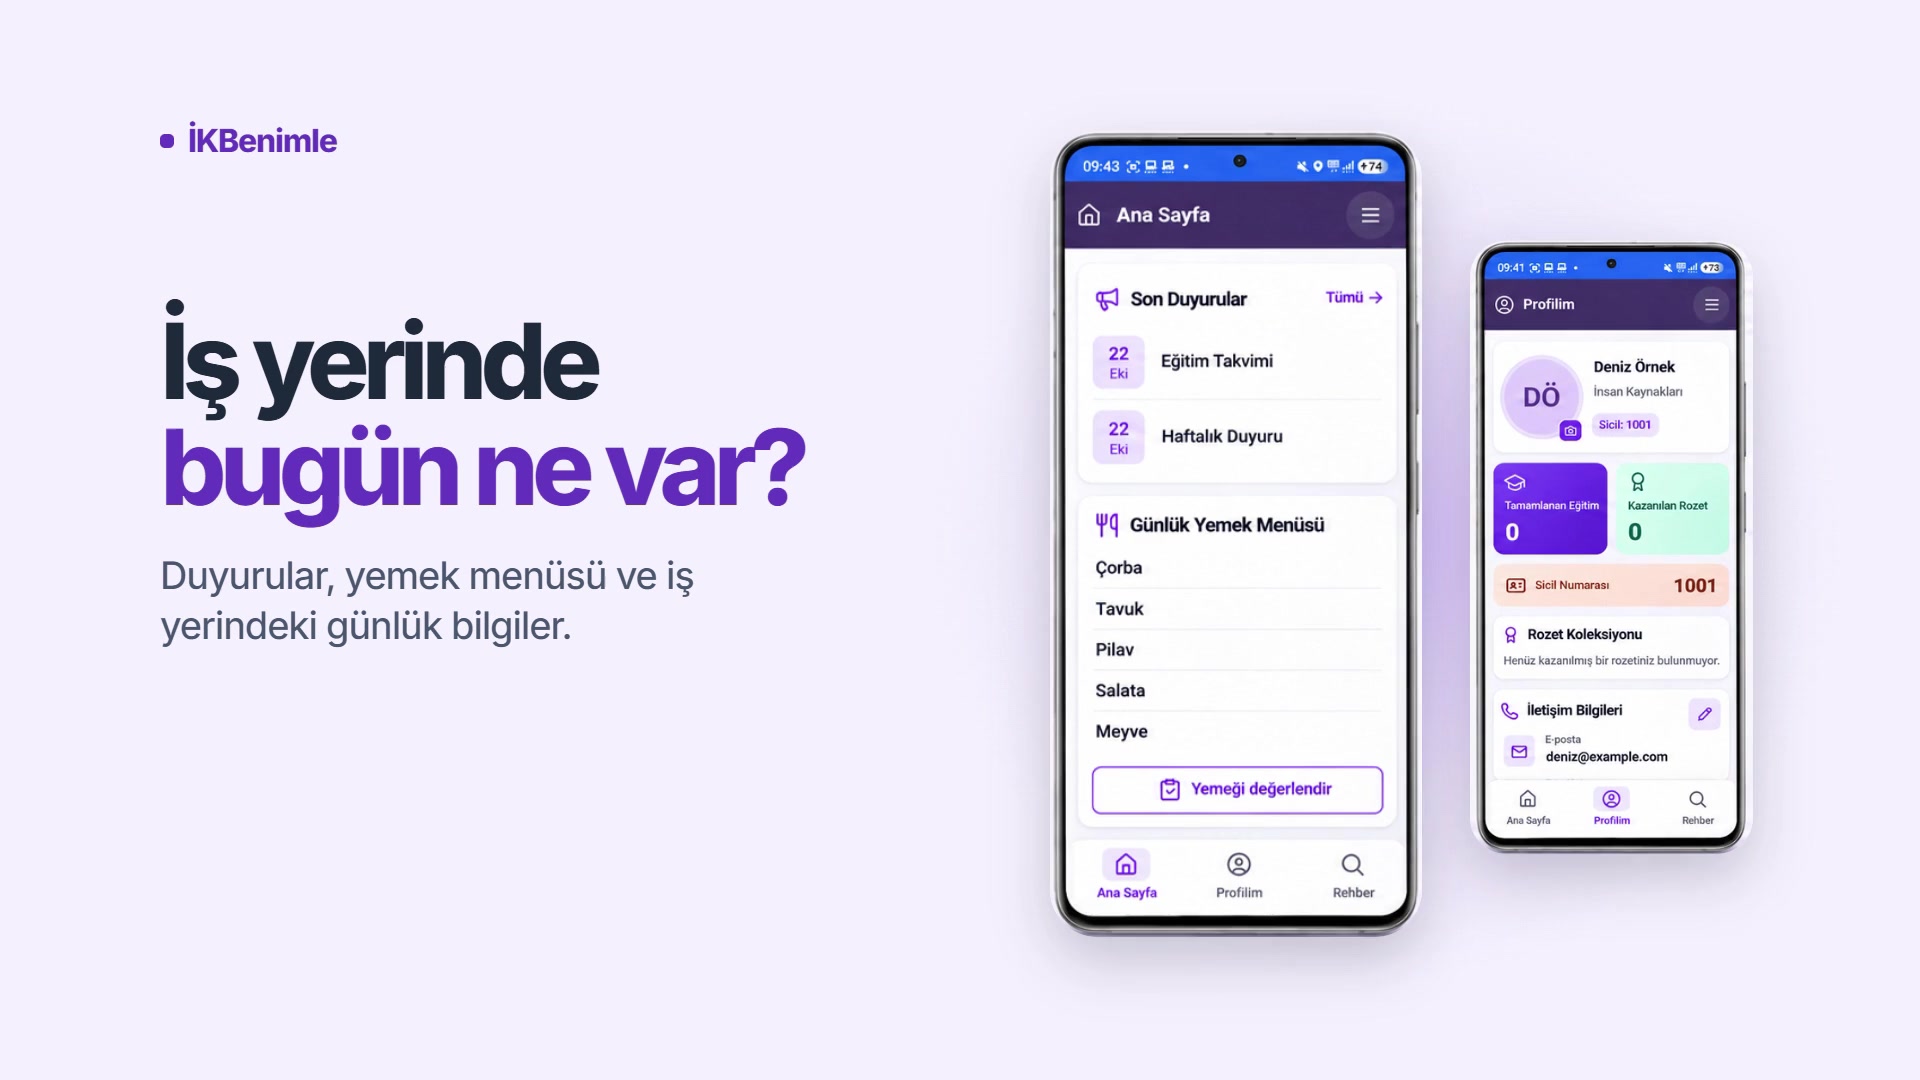 İKBenimle
İş yerinde
bugün ne var?
Duyurular, yemek menüsü ve iş
yerindeki günlük bilgiler.
09:43
+74
Ana Sayfa
Son Duyurular
Tümü →
22
Eki
Eğitim Takvimi
22
Eki
Haftalık Duyuru
Günlük Yemek Menüsü
Çorba
Tavuk
Pilav
Salata
Meyve
Yemeği değerlendir
Ana Sayfa
Profilim
Rehber
09:41
+73
Profilim
DÖ
Deniz Örnek
İnsan Kaynakları
Sicil: 1001
Tamamlanan Eğitim
0
Kazanılan Rozet
0
Sicil Numarası
1001
Rozet Koleksiyonu
Henüz kazanılmış bir rozetiniz bulunmuyor.
İletişim Bilgileri
E-posta
deniz@example.com
Ana Sayfa
Profilim
Rehber